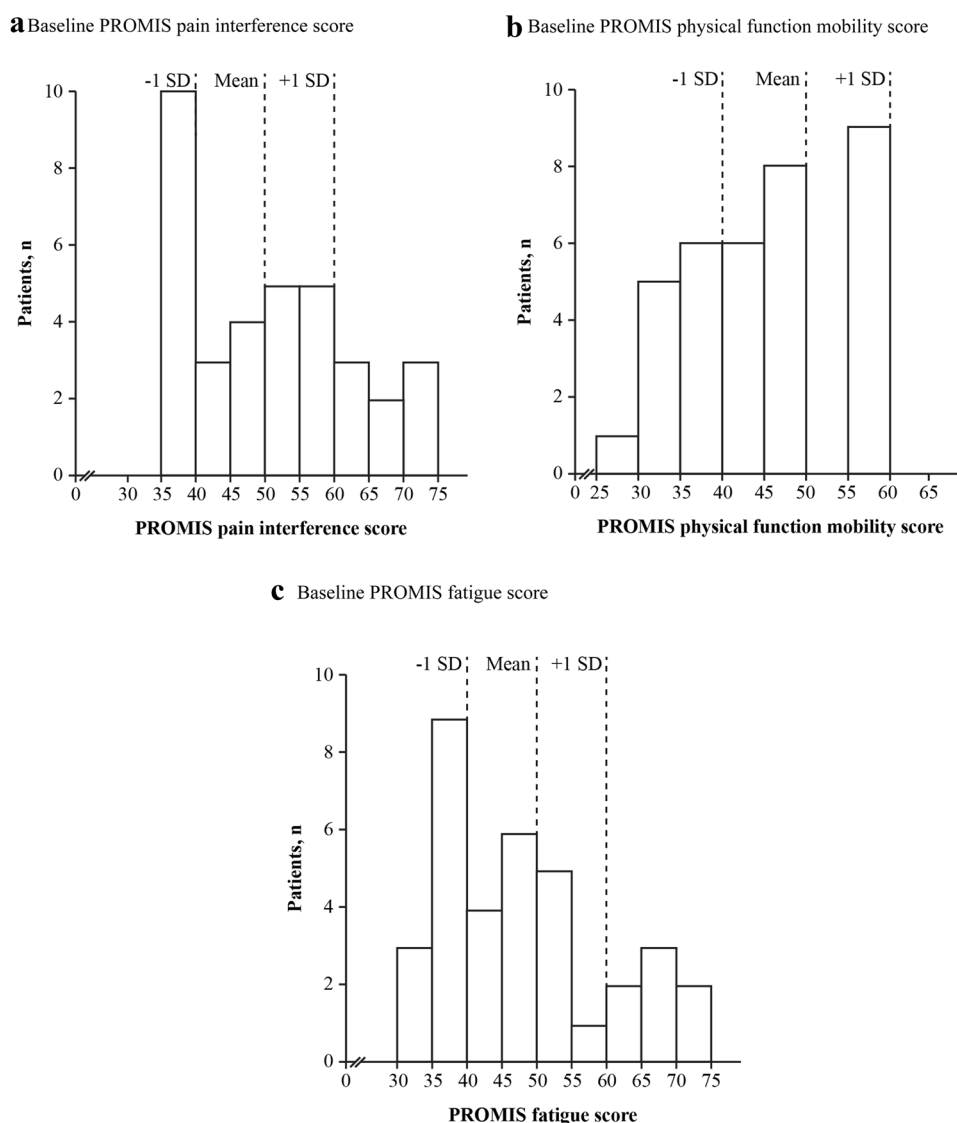 a Baseline PROMIS pain interference score
-1 SD Mean +1 SD
10
8
6
4
2
0
Patients, n
0 30 35 40 45 50 55 60 65 70 75
PROMIS pain interference score
b Baseline PROMIS physical function mobility score
-1 SD Mean +1 SD
10
8
6
4
2
0
Patients, n
0 25 30 35 40 45 50 55 60 65
PROMIS physical function mobility score
c Baseline PROMIS fatigue score
-1 SD Mean +1 SD
10
8
6
4
2
0
Patients, n
0 30 35 40 45 50 55 60 65 70 75
PROMIS fatigue score